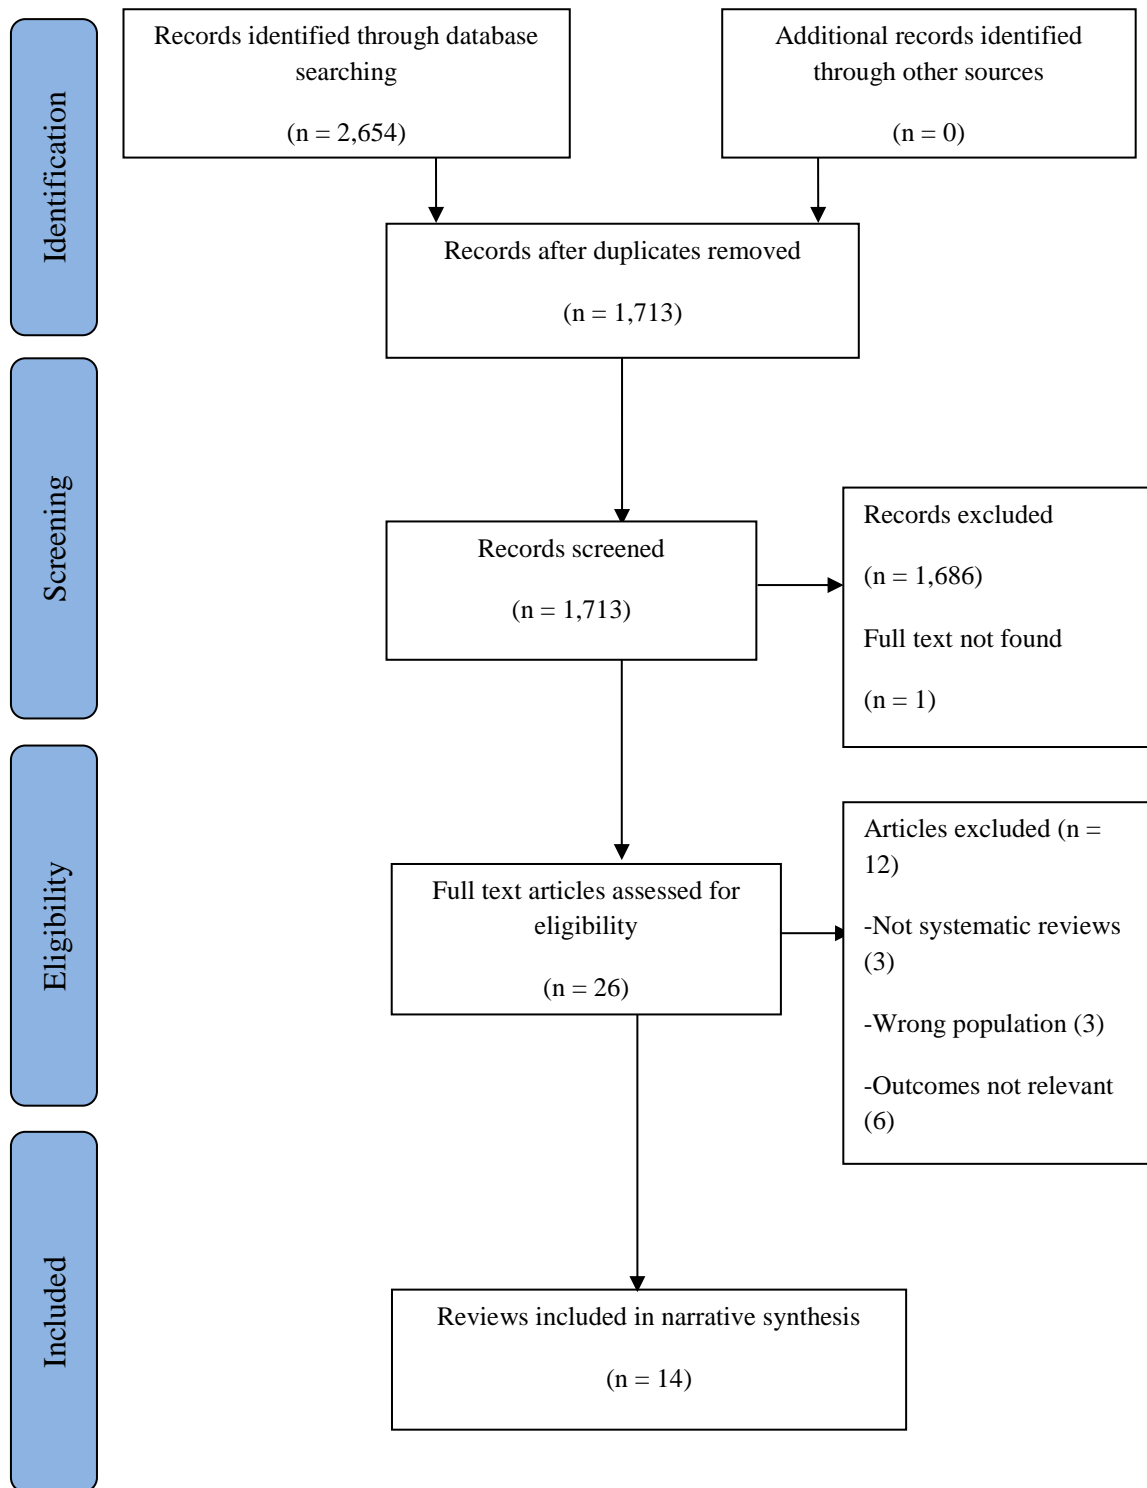 Identification
Records identified through database
searching
(n = 2,654)
Additional records identified
through other sources
(n = 0)
Records after duplicates removed
(n = 1,713)
Screening
Records screened
(n = 1,713)
Records excluded
(n = 1,686)
Full text not found
(n = 1)
Eligibility
Full text articles assessed for
eligibility
(n = 26)
Articles excluded (n =
12)
-Not systematic reviews
(3)
-Wrong population (3)
-Outcomes not relevant
(6)
Included
Reviews included in narrative synthesis
(n = 14)